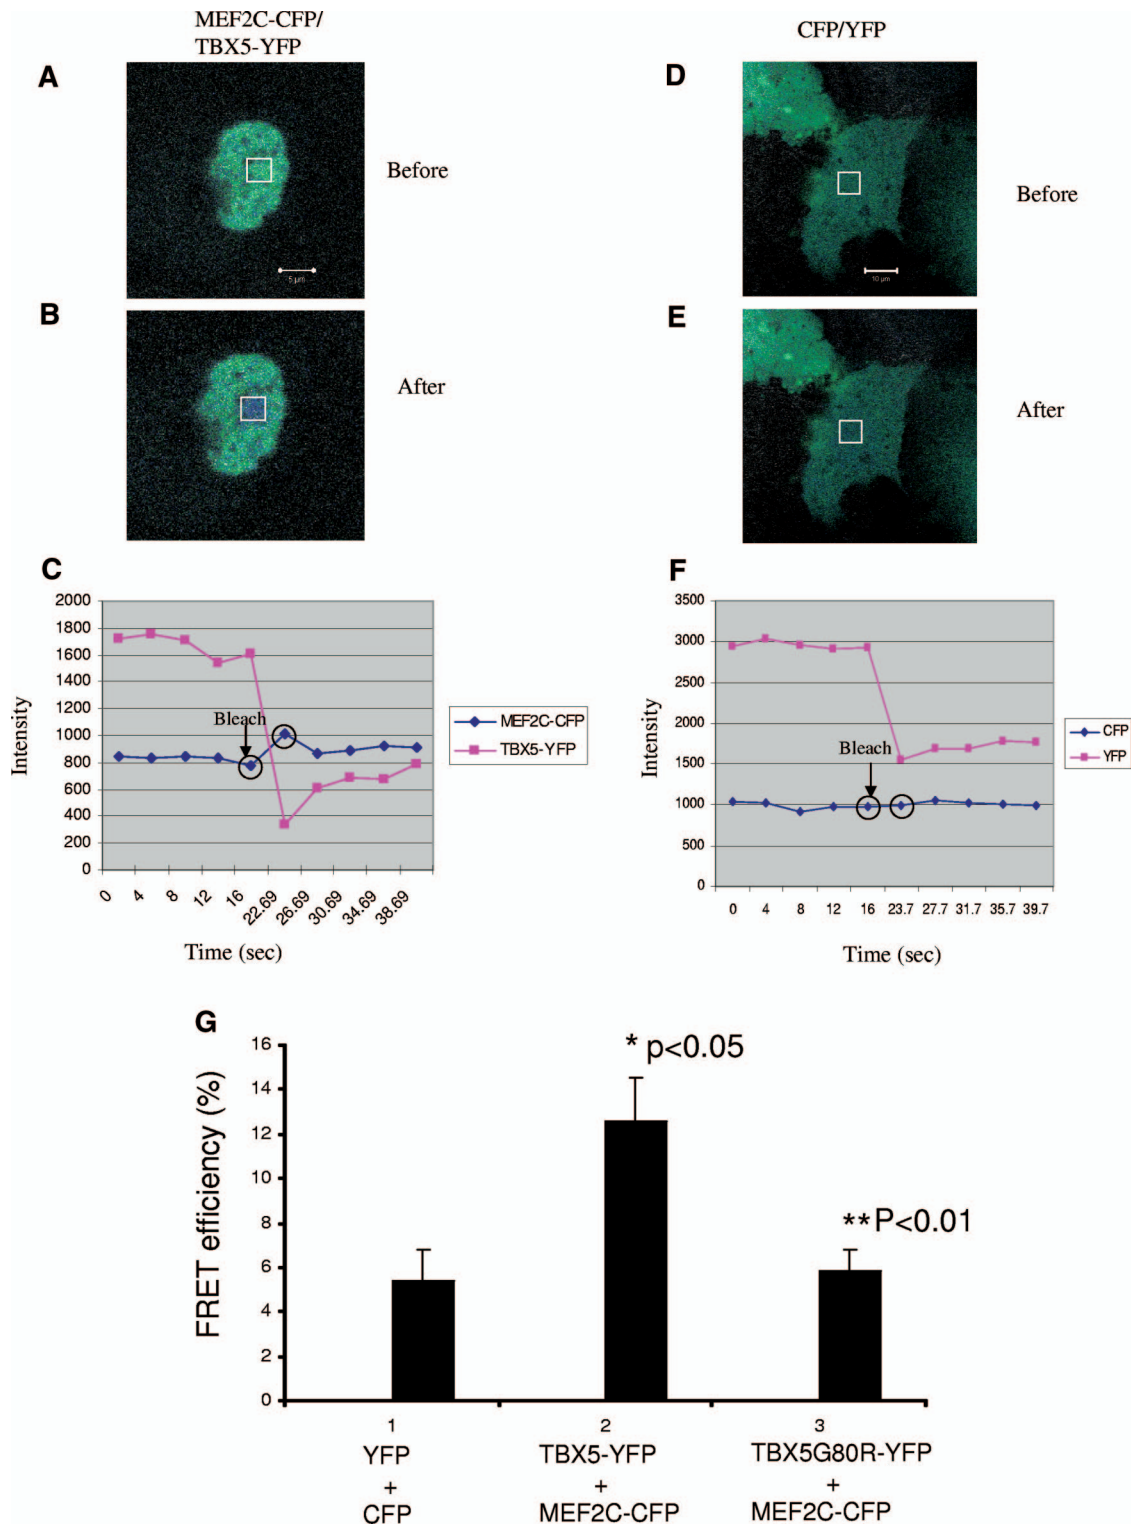 MEF2C-CFP/
TBX5-YFP
CFP/YFP
A
Before
5 µm
D
Before
10 µm
B
After
E
After
C
2000
1800
1600
1400
1200
1000
800
600
400
200
0
Intensity
Bleach
MEF2C-CFP
TBX5-YFP
0
4
8
12
16
22.69
26.69
30.69
34.69
38.69
Time (sec)
F
3500
3000
2500
2000
1500
1000
500
0
Intensity
Bleach
CFP
YFP
0 4 8 12 16 23.7 27.7 31.7 35.7 39.7
Time (sec)
G
16
14
12
10
8
6
4
2
0
FRET efficiency (%)
* p<0.05
**P<0.01
1
YFP
+
CFP
2
TBX5-YFP
+
MEF2C-CFP
3
TBX5G80R-YFP
+
MEF2C-CFP